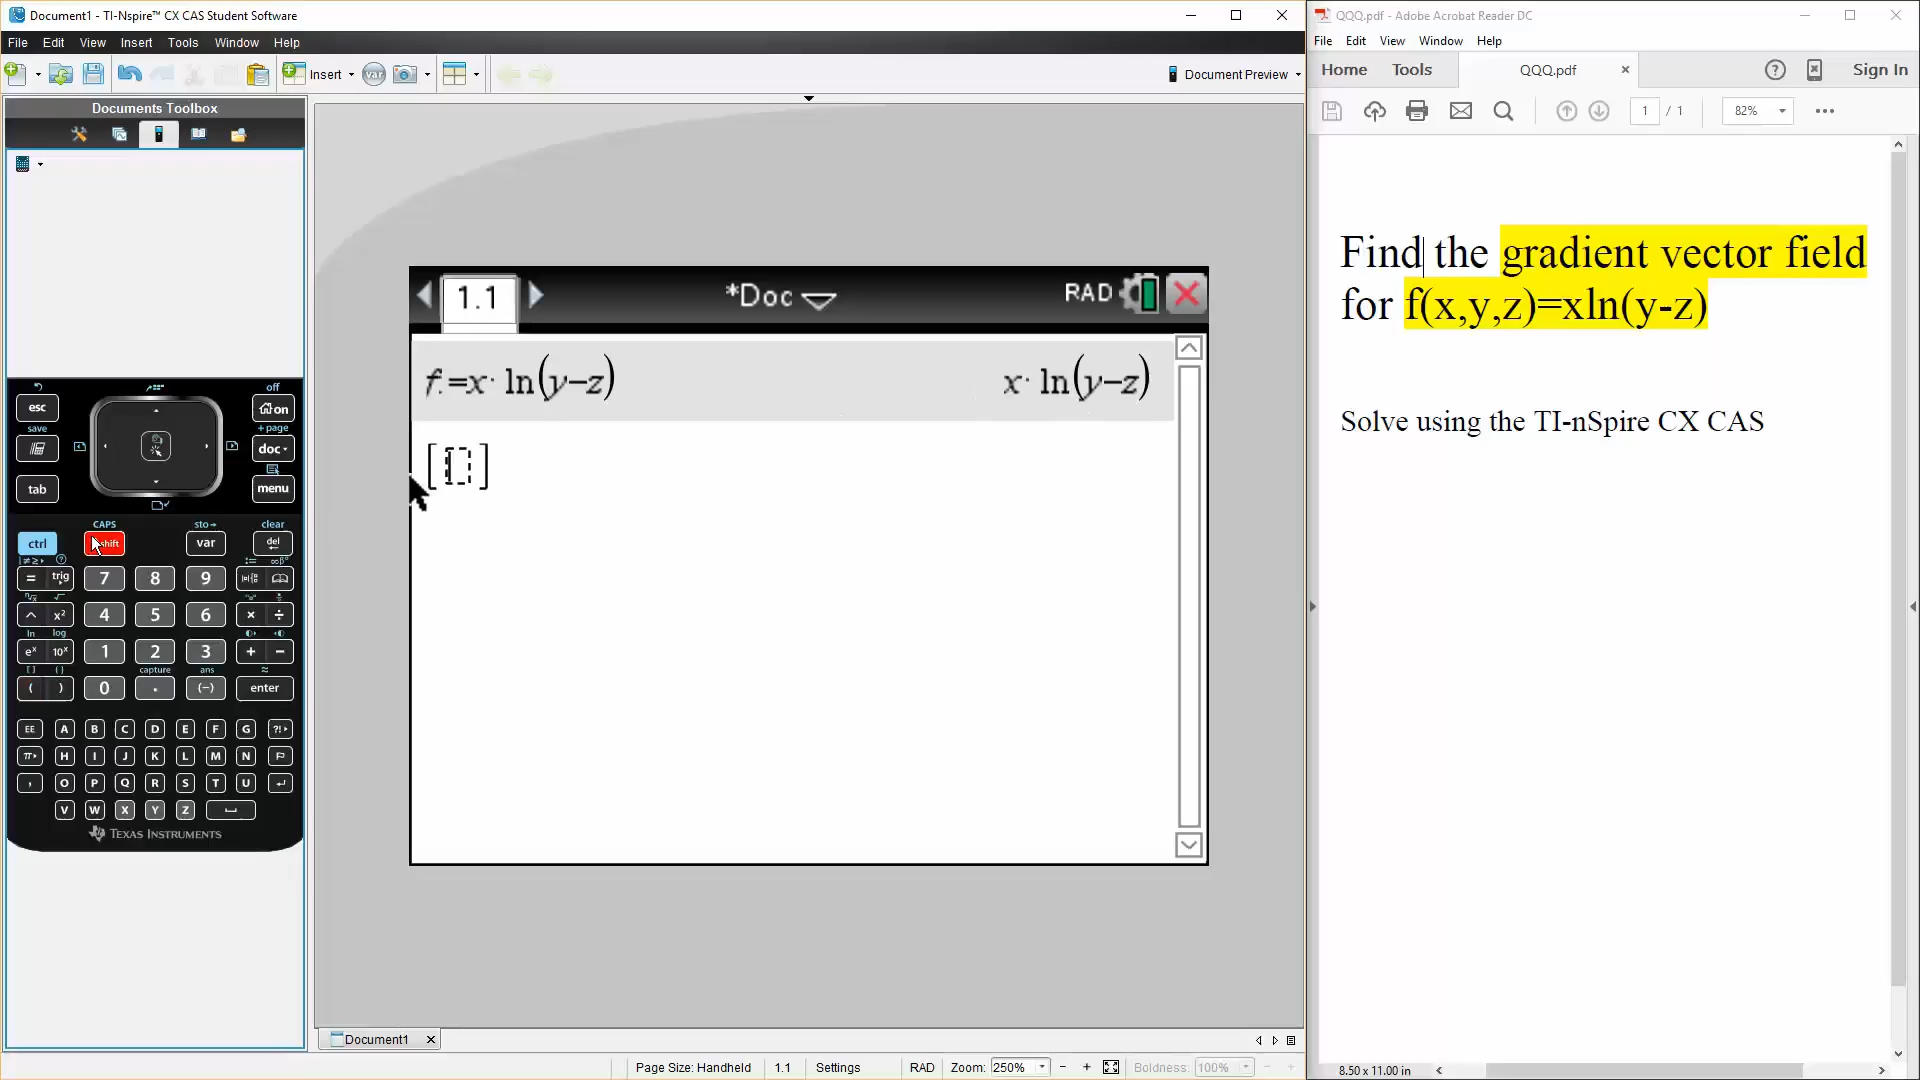 Document1 - TI-Nspire™ CX CAS Student Software
File Edit View Insert Tools Window Help
Insert
var
Document Preview
Documents Toolbox
1.1
*Doc
RAD
f:=x· ln(y−z)
x· ln(y−z)
[ ]
off
esc
on
save
+page
doc
tab
menu
CAPS
sto→
clear
ctrl
shift
var
del
= trig 7 8 9
^ x² 4 5 6 × ÷
ln log
eˣ 10ˣ 1 2 3 + −
[ ] { } capture ans ≈
( ) 0 . (−) enter
EE A B C D E F G ?!▸
π▸ H I J K L M N
, O P Q R S T U
V W X Y Z
TEXAS INSTRUMENTS
Document1
Page Size: Handheld 1.1 Settings RAD Zoom: 250% − + Boldness: 100% − +
QQQ.pdf - Adobe Acrobat Reader DC
File Edit View Window Help
Home Tools QQQ.pdf × Sign In
1 / 1 82%
Find the gradient vector field
for f(x,y,z)=xln(y-z)
Solve using the TI-nSpire CX CAS
8.50 x 11.00 in